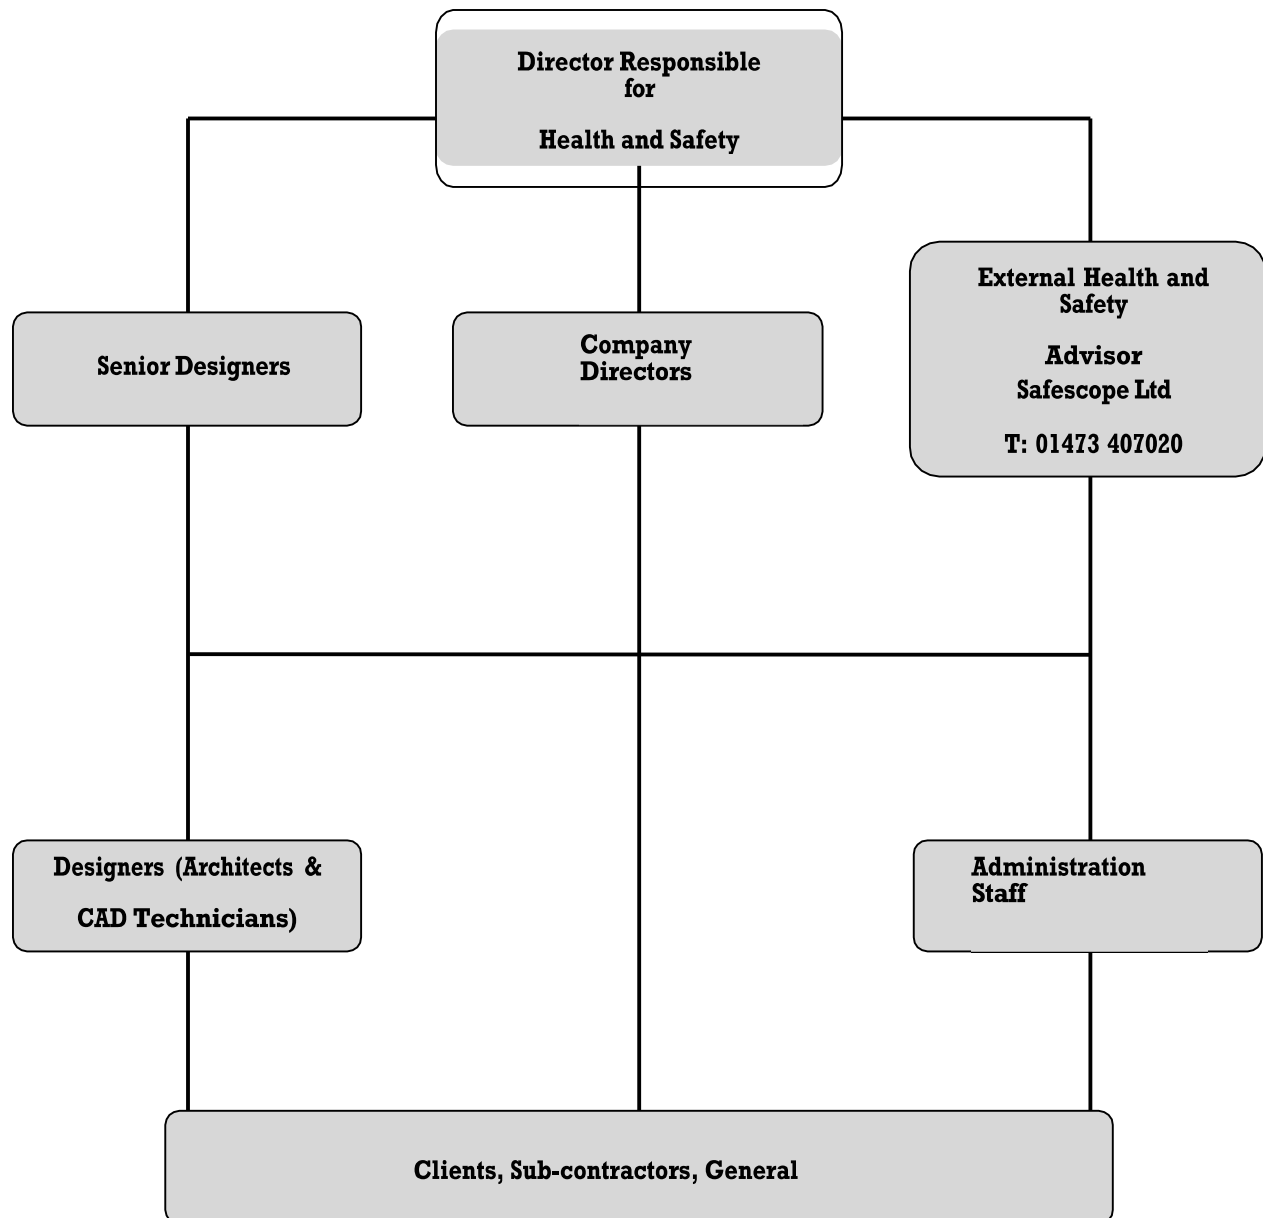 Director Responsible
for
Health and Safety
Senior Designers
Company
Directors
External Health and
Safety
Advisor
Safescope Ltd
T: 01473 407020
Designers (Architects &
CAD Technicians)
Administration
Staff
Clients, Sub-contractors, General